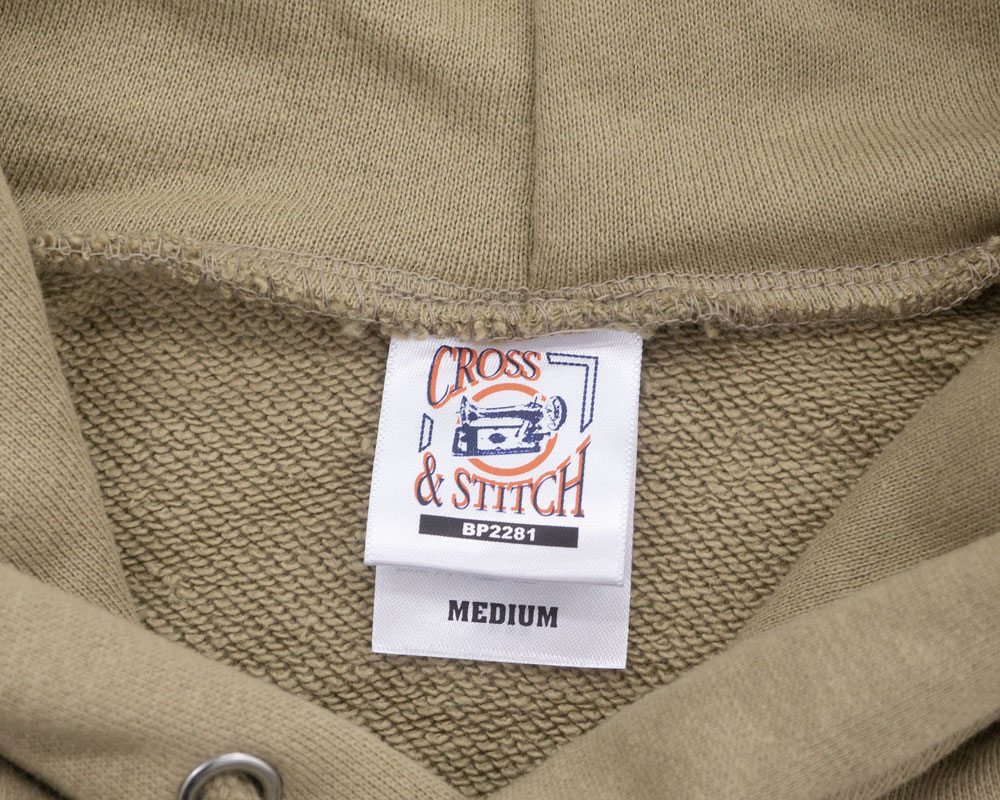 CROSS
& STITCH
BP2281
MEDIUM